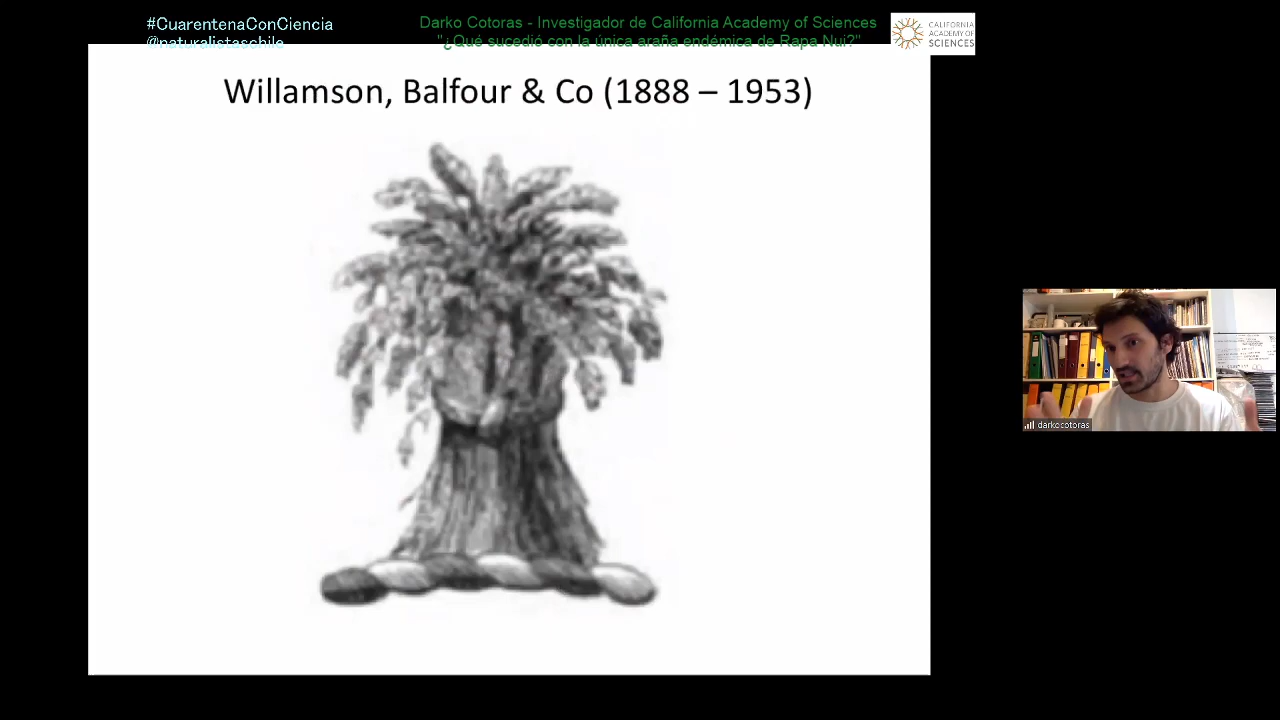 #CuarentenaConCiencia
@naturalistaschile
Darko Cotoras - Investigador de California Academy of Sciences
"¿Qué sucedió con la única araña endémica de Rapa Nui?"
CALIFORNIA
ACADEMY OF
SCIENCES
Willamson, Balfour & Co (1888 – 1953)
darkocotoras